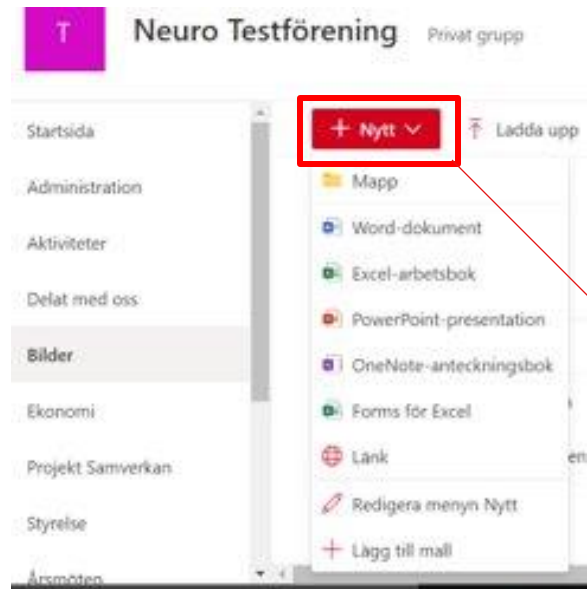 T
Neuro Testförening
Privat grupp
Startsida
Administration
Aktiviteter
Delat med oss
Bilder
Ekonomi
Projekt Samverkan
Styrelse
Årsmöten
+ Nytt
Ladda upp
Mapp
Word-dokument
Excel-arbetsbok
PowerPoint-presentation
OneNote-anteckningsbok
Forms för Excel
Länk
en
Redigera menyn Nytt
Lägg till mall